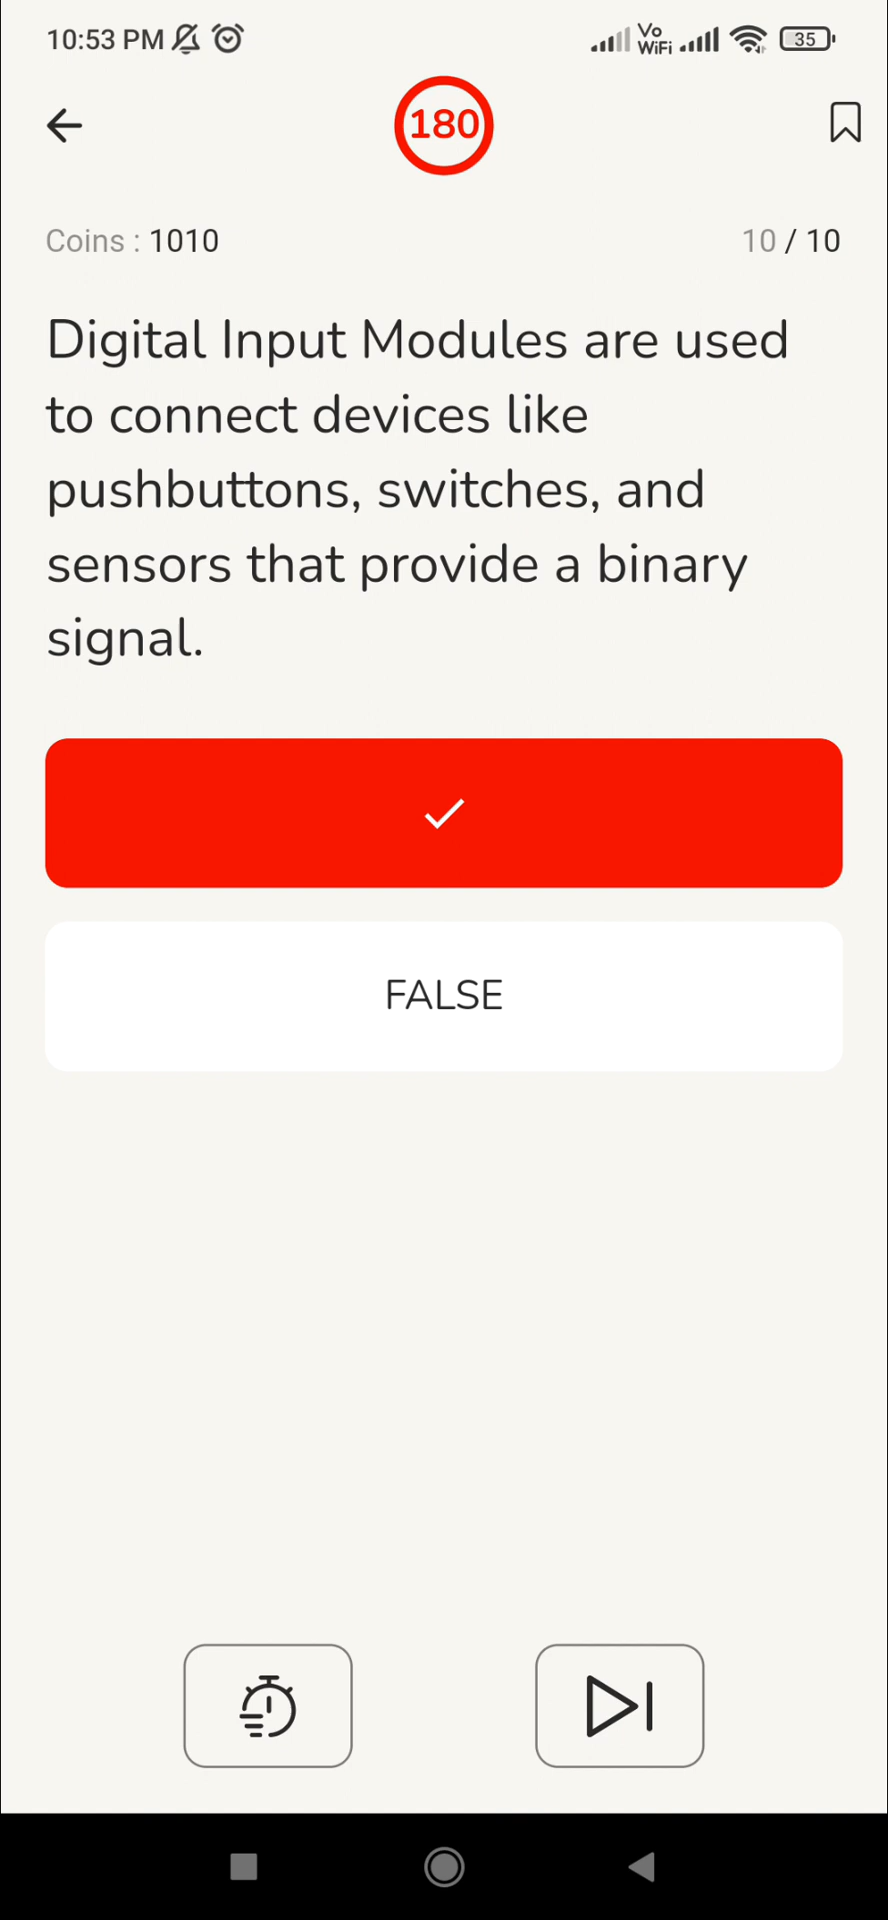 10:53 PM Vo WiFi 35
180
Coins : 1010 10 / 10
Digital Input Modules are used
to connect devices like
pushbuttons, switches, and
sensors that provide a binary
signal.
FALSE